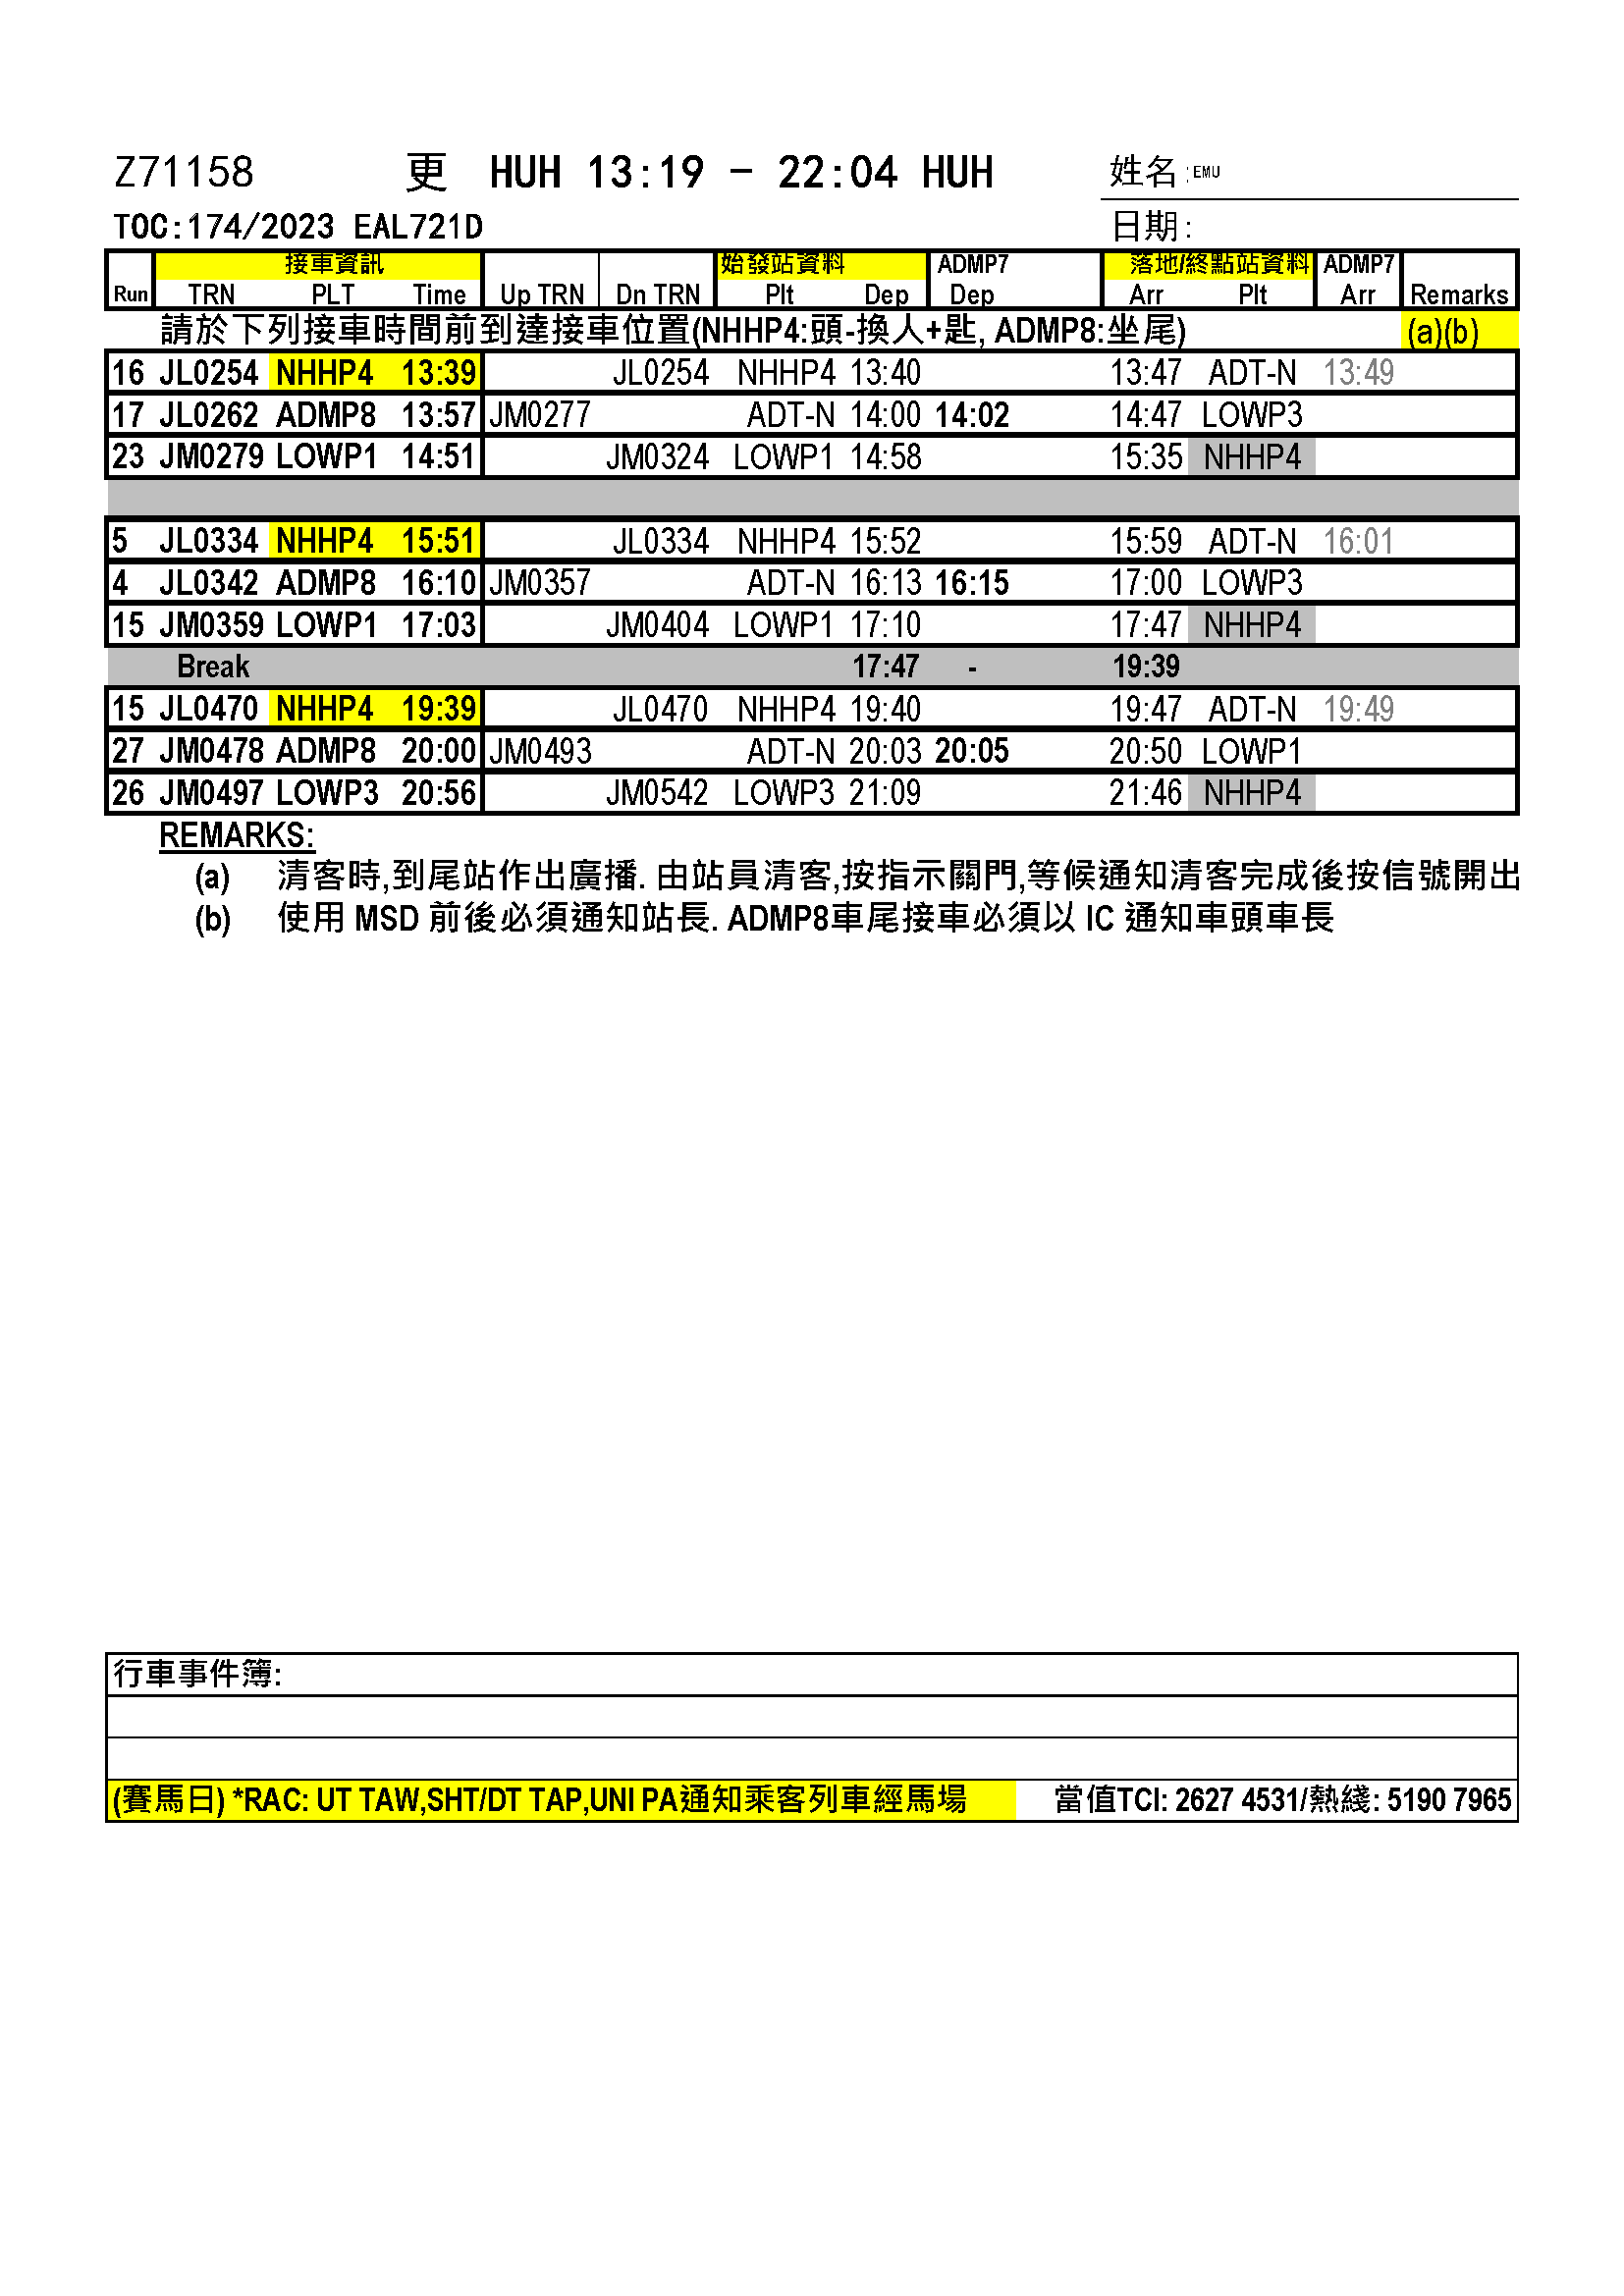 Z71158 更 HUH 13:19 - 22:04 HUH 姓名:EMU
TOC:174/2023 EAL721D 日期:
接車資訊 始發站資料 ADMP7 落地/終點站資料 ADMP7
Run TRN PLT Time Up TRN Dn TRN Plt Dep Dep Arr Plt Arr Remarks
請於下列接車時間前到達接車位置(NHHP4:頭-換人+匙, ADMP8:坐尾) (a)(b)
16 JL0254 NHHP4 13:39 JL0254 NHHP4 13:40 13:47 ADT-N 13:49
17 JL0262 ADMP8 13:57 JM0277 ADT-N 14:00 14:02 14:47 LOWP3
23 JM0279 LOWP1 14:51 JM0324 LOWP1 14:58 15:35 NHHP4
5 JL0334 NHHP4 15:51 JL0334 NHHP4 15:52 15:59 ADT-N 16:01
4 JL0342 ADMP8 16:10 JM0357 ADT-N 16:13 16:15 17:00 LOWP3
15 JM0359 LOWP1 17:03 JM0404 LOWP1 17:10 17:47 NHHP4
Break 17:47 - 19:39
15 JL0470 NHHP4 19:39 JL0470 NHHP4 19:40 19:47 ADT-N 19:49
27 JM0478 ADMP8 20:00 JM0493 ADT-N 20:03 20:05 20:50 LOWP1
26 JM0497 LOWP3 20:56 JM0542 LOWP3 21:09 21:46 NHHP4
REMARKS:
(a) 清客時,到尾站作出廣播. 由站員清客,按指示關門,等候通知清客完成後按信號開出
(b) 使用 MSD 前後必須通知站長. ADMP8車尾接車必須以 IC 通知車頭車長
行車事件簿:
(賽馬日) *RAC: UT TAW,SHT/DT TAP,UNI PA通知乘客列車經馬場 當值TCI: 2627 4531/熱綫: 5190 7965